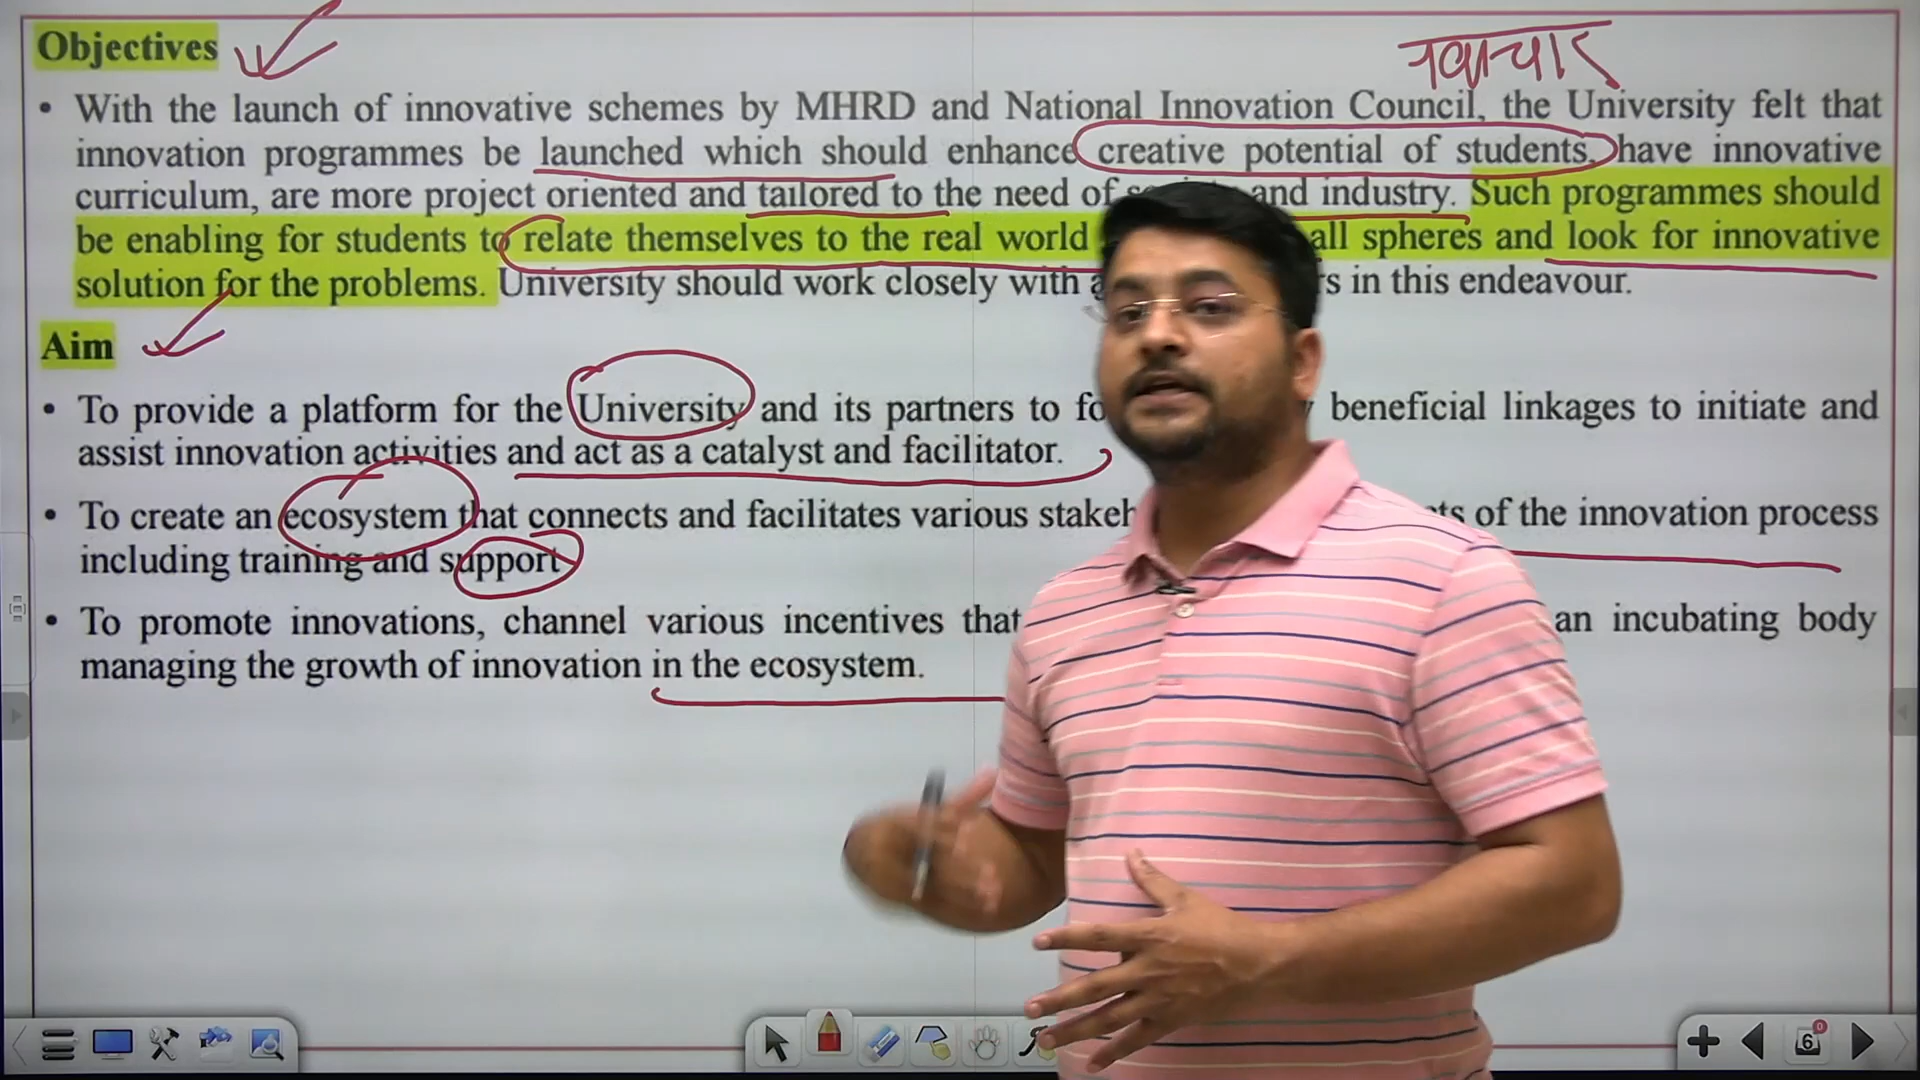 Objectives
नवाचार
• With the launch of innovative schemes by MHRD and National Innovation Council, the University felt that
innovation programmes be launched which should enhance creative potential of students, have innovative
curriculum, are more project oriented and tailored to the need of and industry. Such programmes should
be enabling for students to relate themselves to the real world all spheres and look for innovative
solution for the problems. University should work closely with in this endeavour.
Aim
• To provide a platform for the University and its partners to beneficial linkages to initiate and
assist innovation activities and act as a catalyst and facilitator.
• To create an ecosystem that connects and facilitates various of the innovation process
including training and support
• To promote innovations, channel various incentives that an incubating body
managing the growth of innovation in the ecosystem.
6
0